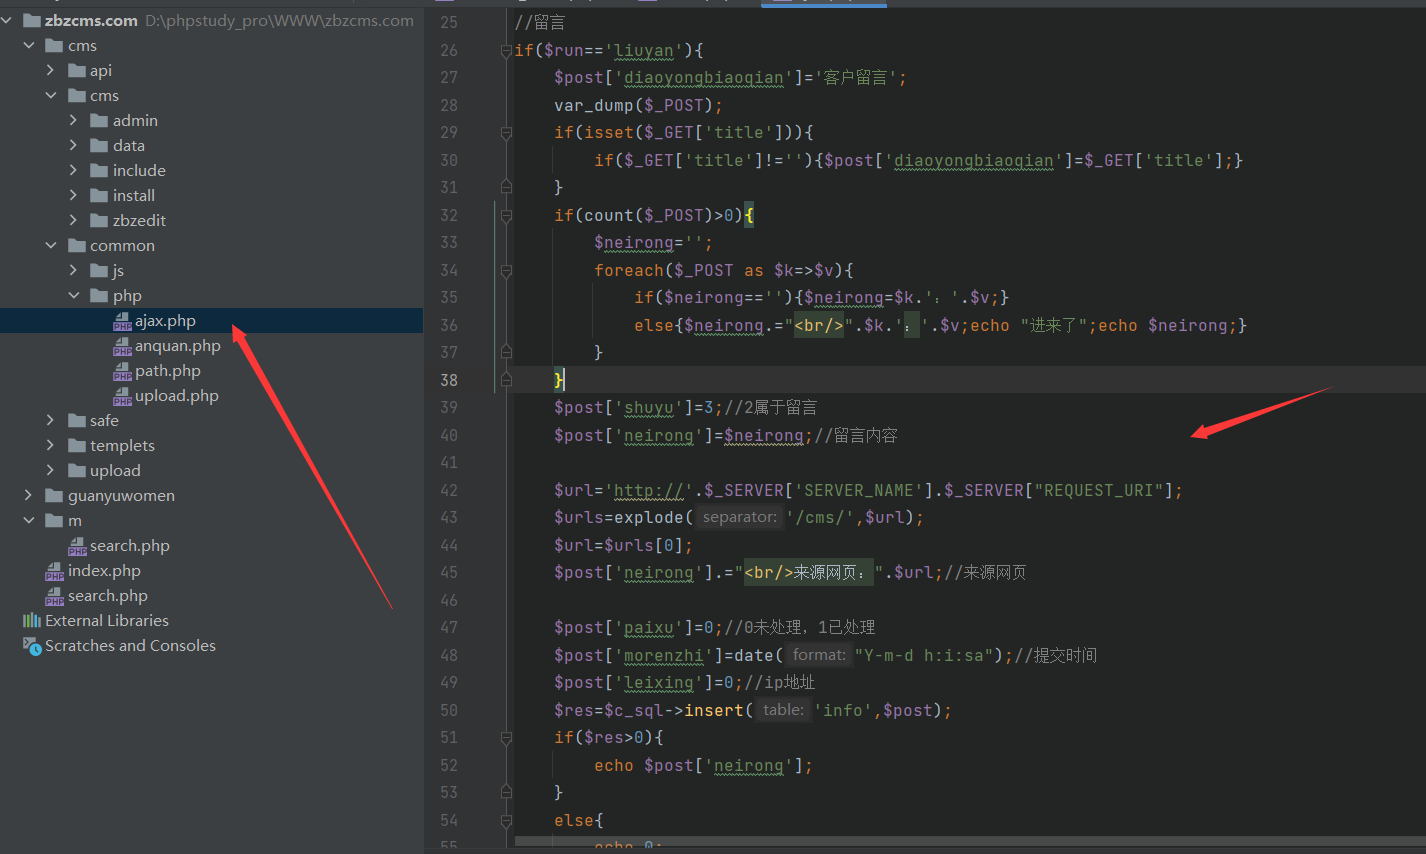 zbzcms.com D:\phpstudy_pro\WWW\zbzcms.com
cms
api
cms
admin
data
include
install
zbzedit
common
js
php
ajax.php
anquan.php
path.php
upload.php
safe
templets
upload
guanyuwomen
m
search.php
index.php
search.php
External Libraries
Scratches and Consoles
25 //留言
26 if($run=='liuyan'){
27 $post['diaoyongbiaoqian']='客户留言';
28 var_dump($_POST);
29 if(isset($_GET['title'])){
30 if($_GET['title']!=''){$post['diaoyongbiaoqian']=$_GET['title'];}
31 }
32 if(count($_POST)>0){
33 $neirong='';
34 foreach($_POST as $k=>$v){
35 if($neirong==''){$neirong=$k.'：'.$v;}
36 else{$neirong.="<br/>".$k.'：'.$v;echo "进来了";echo $neirong;}
37 }
38 }
39 $post['shuyu']=3;//2属于留言
40 $post['neirong']=$neirong;//留言内容
41
42 $url='http://'.$_SERVER['SERVER_NAME'].$_SERVER["REQUEST_URI"];
43 $urls=explode( separator: '/cms/',$url);
44 $url=$urls[0];
45 $post['neirong'].="<br/>来源网页：".$url;//来源网页
46
47 $post['paixu']=0;//0未处理，1已处理
48 $post['morenzhi']=date( format: "Y-m-d h:i:sa");//提交时间
49 $post['leixing']=0;//ip地址
50 $res=$c_sql->insert( table: 'info',$post);
51 if($res>0){
52 echo $post['neirong'];
53 }
54 else{
55 echo 0;